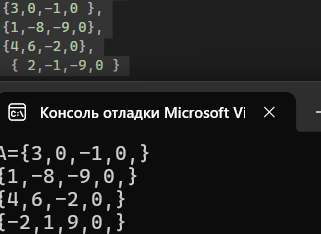 {3,0,-1,0 },
{1,-8,-9,0},
{4,6,-2,0},
{ 2,-1,-9,0 }
Консоль отладки Microsoft Vi
A={3,0,-1,0,}
{1,-8,-9,0,}
{4,6,-2,0,}
{-2,1,9,0,}